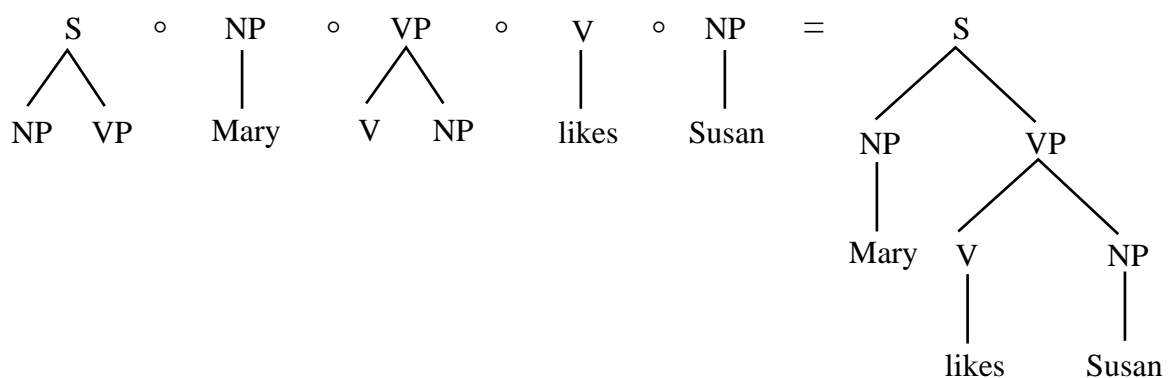 S ∘ NP ∘ VP ∘ V ∘ NP = S
NP VP Mary V NP likes Susan NP VP
Mary V NP
likes Susan